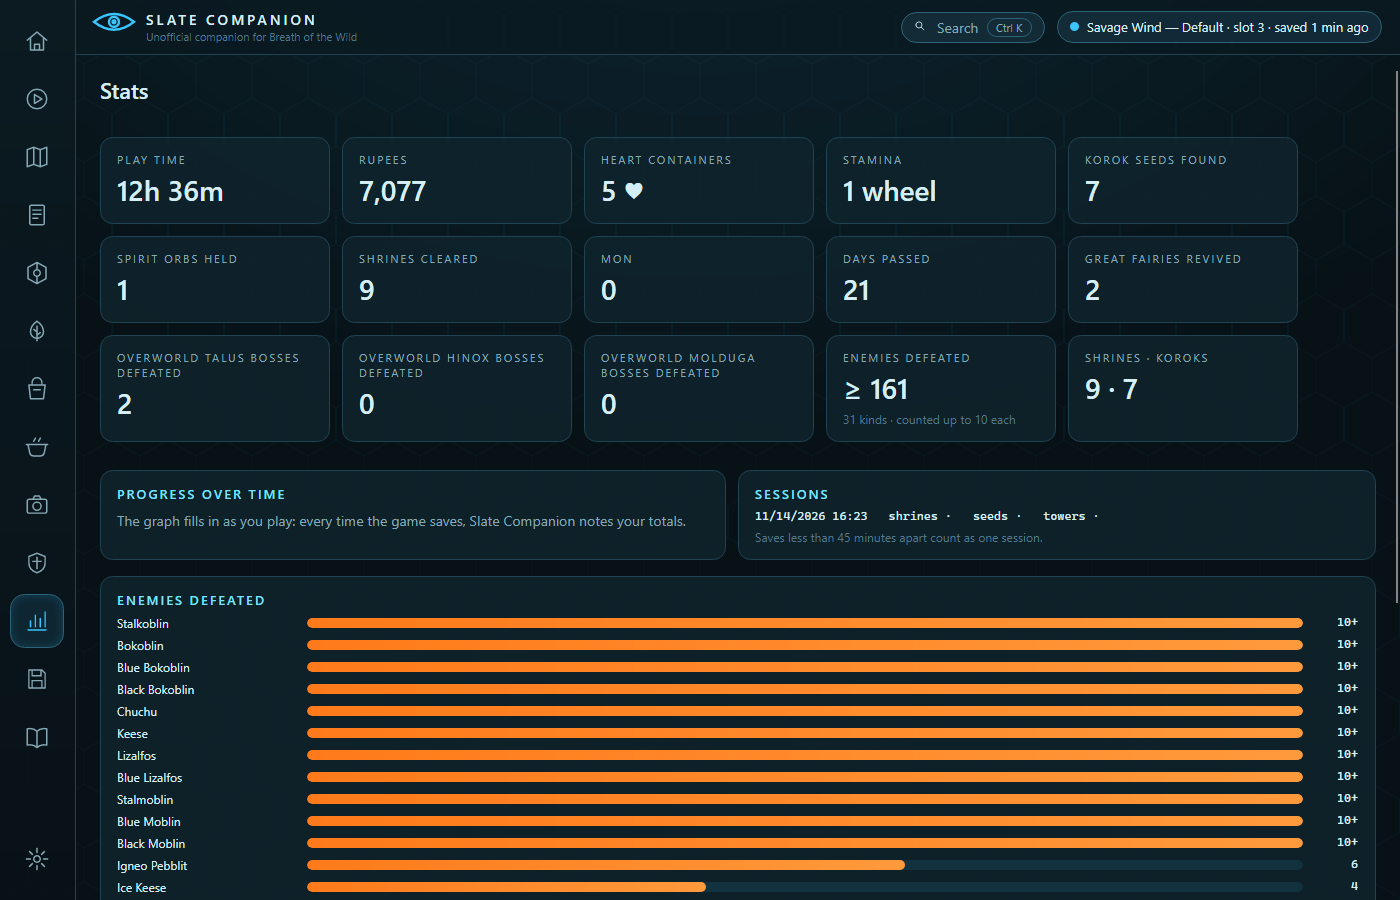 SLATE COMPANION
Unofficial companion for Breath of the Wild
Search Ctrl K
Savage Wind — Default · slot 3 · saved 1 min ago
Stats
PLAY TIME
12h 36m
RUPEES
7,077
HEART CONTAINERS
5 ♥
STAMINA
1 wheel
KOROK SEEDS FOUND
7
SPIRIT ORBS HELD
1
SHRINES CLEARED
9
MON
0
DAYS PASSED
21
GREAT FAIRIES REVIVED
2
OVERWORLD TALUS BOSSES
DEFEATED
2
OVERWORLD HINOX BOSSES
DEFEATED
0
OVERWORLD MOLDUGA
BOSSES DEFEATED
0
ENEMIES DEFEATED
≥ 161
31 kinds · counted up to 10 each
SHRINES · KOROKS
9 · 7
PROGRESS OVER TIME
The graph fills in as you play: every time the game saves, Slate Companion notes your totals.
SESSIONS
11/14/2026 16:23 shrines · seeds · towers ·
Saves less than 45 minutes apart count as one session.
ENEMIES DEFEATED
Stalkoblin 10+
Bokoblin 10+
Blue Bokoblin 10+
Black Bokoblin 10+
Chuchu 10+
Keese 10+
Lizalfos 10+
Blue Lizalfos 10+
Stalmoblin 10+
Blue Moblin 10+
Black Moblin 10+
Igneo Pebblit 6
Ice Keese 4